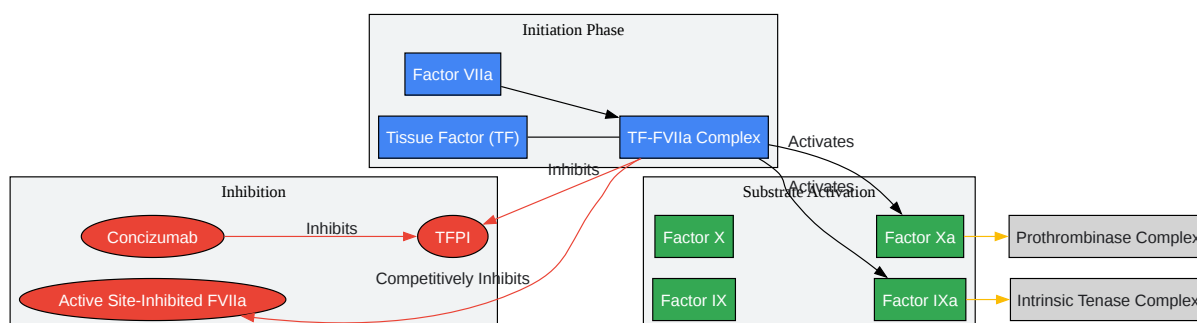 Initiation Phase
Factor VIIa
Tissue Factor (TF)
TF-FVIIa Complex
Activates
Inhibits
Activates
Inhibition
Substrate Activation
Concizumab
Inhibits
TFPI
Factor X
Factor Xa
Prothrombinase Complex
Competitively Inhibits
Active Site-Inhibited FVIIa
Factor IX
Factor IXa
Intrinsic Tenase Complex